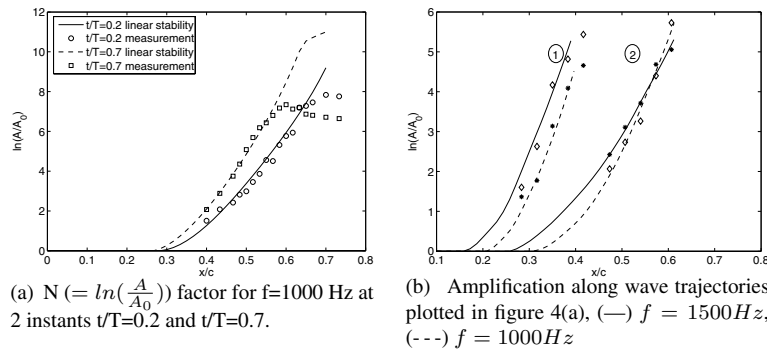 12
10
8
6
4
2
0
ln(A/A₀)
t/T=0.2 linear stability
t/T=0.2 measurement
t/T=0.7 linear stability
t/T=0.7 measurement
0 0.1 0.2 0.3 0.4 0.5 0.6 0.7 0.8
x/c
(a) N (= ln(A/A₀)) factor for f=1000 Hz at
2 instants t/T=0.2 and t/T=0.7.
6
5
4
3
2
1
0
ln(A/A₀)
1
2
0.1 0.2 0.3 0.4 0.5 0.6 0.7 0.8
x/c
(b) Amplification along wave trajectories
plotted in figure 4(a), (—) f = 1500Hz,
(- - -) f = 1000Hz